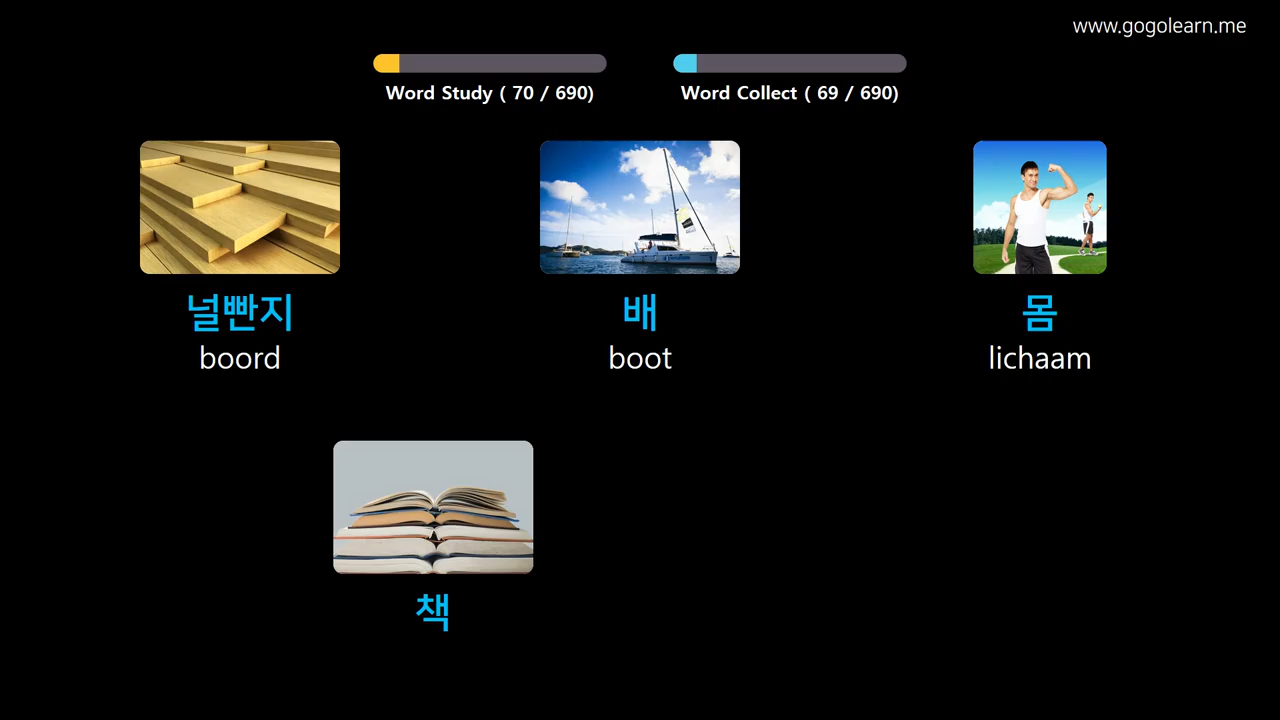 www.gogolearn.me
Word Study ( 70 / 690)
Word Collect ( 69 / 690)
널빤지
boord
배
boot
몸
lichaam
책